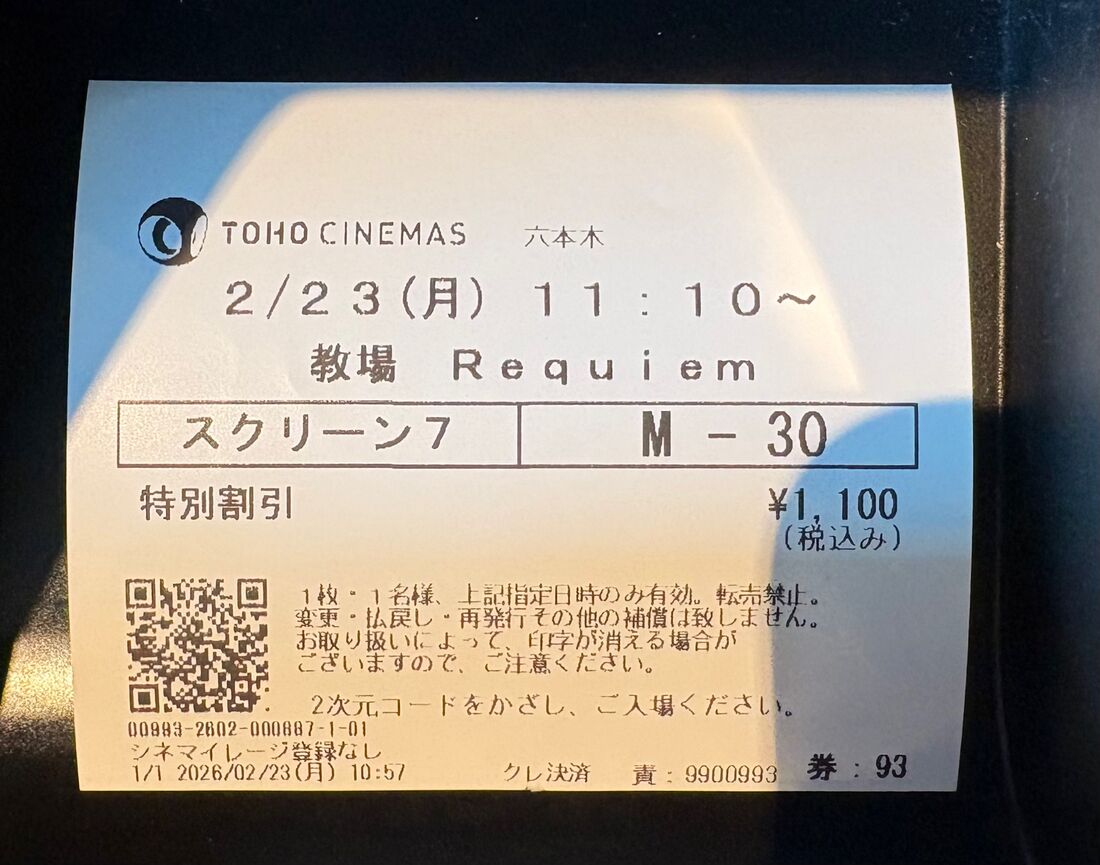 TOHO CINEMAS 六本木
2/23(月) 11:10～
教場 Requiem
スクリーン7 M-30
特別割引 ¥1,100
(税込み)
1枚・1名様、上記指定日時のみ有効。転売禁止。
変更・払戻し・再発行その他の補償は致しません。
お取り扱いによって、印字が消える場合が
ございますので、ご注意ください。
2次元コードをかざし、ご入場ください。
00993-2602-000887-1-01
シネマイレージ登録なし
1/1 2026/02/23(月) 10:57 クレ決済 責:9900993 券:93